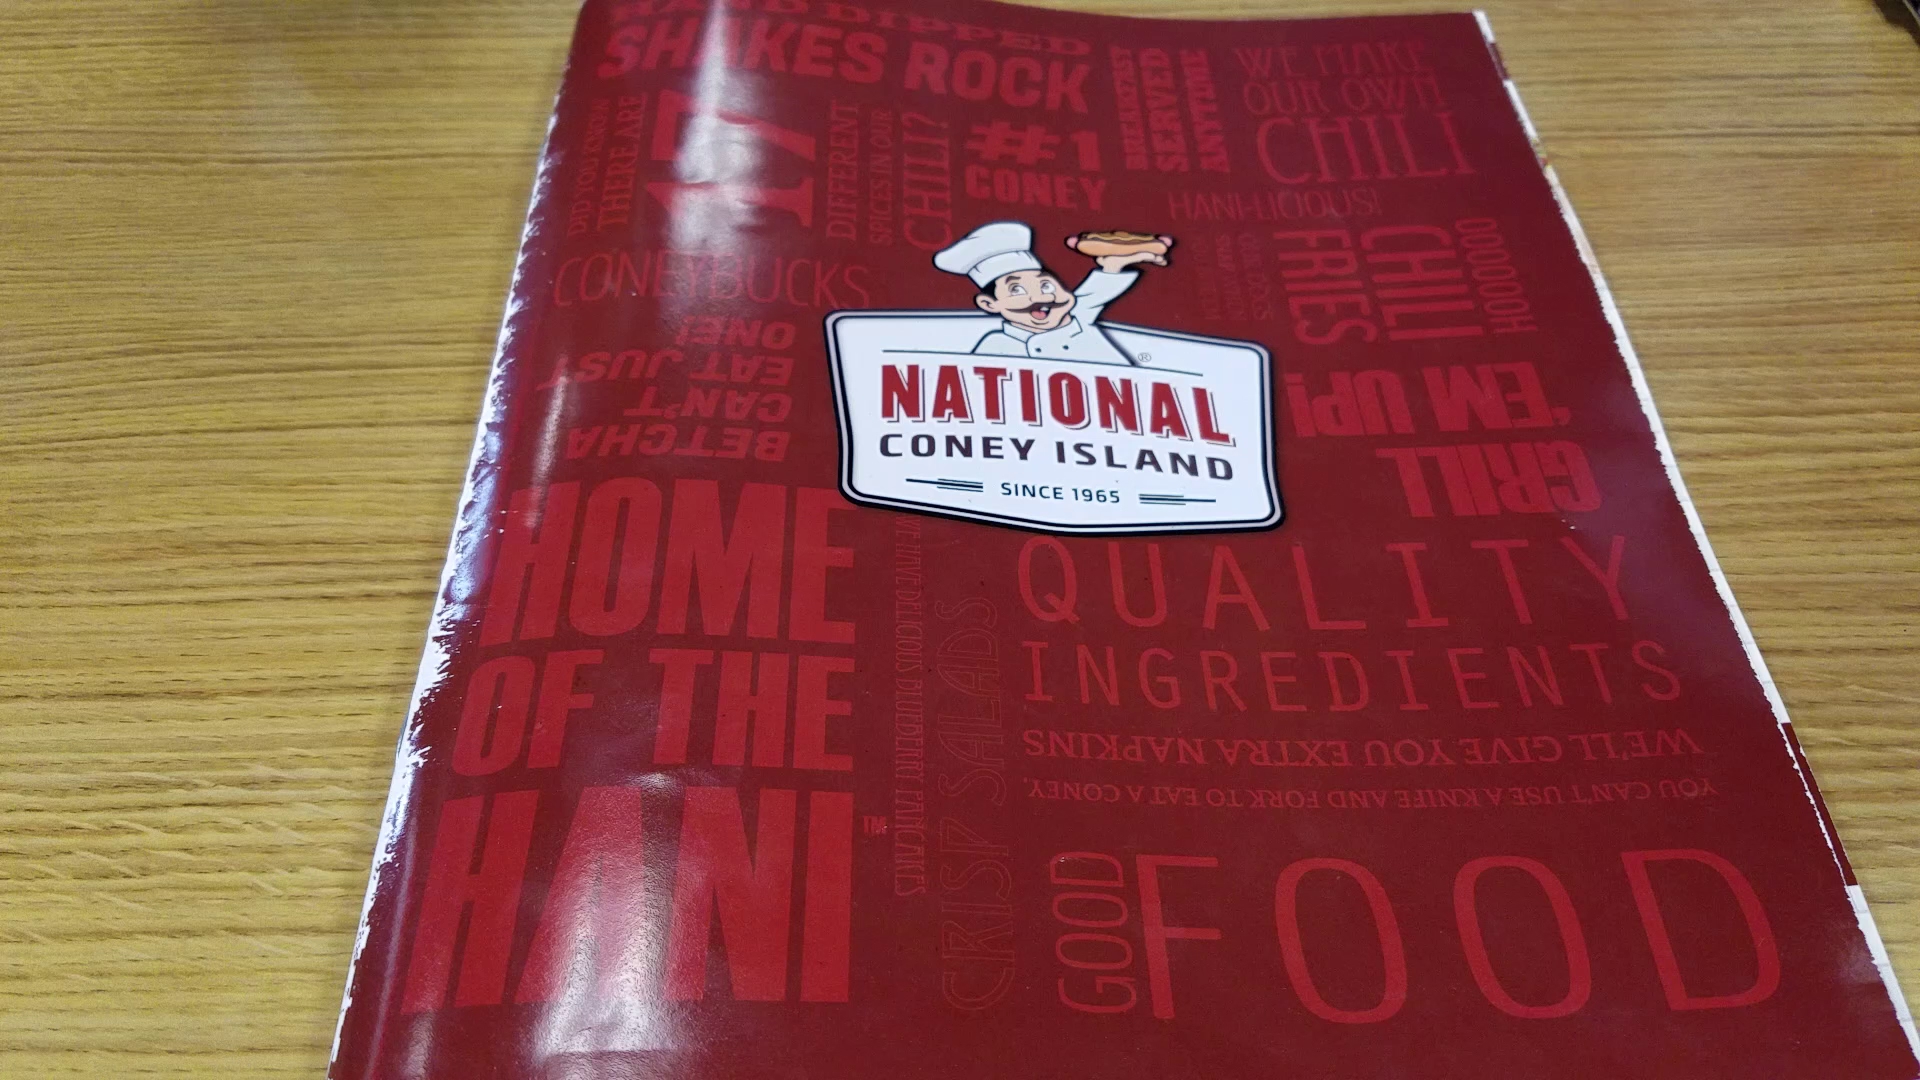 HAND DIPPED
SHAKES ROCK
DID YOU KNOW
THERE ARE
17
DIFFERENT
SPICES IN OUR
CHILI?
#1
CONEY
BREAKFAST
SERVED
ANYTIME
WE MAKE
OUR OWN
CHILI
HANI-LICIOUS!
CONEYBUCKS
BETCHA
CAN'T
EAT JUST
ONE!
CHILI
FRIES
GRILL
'EM UP!
®
NATIONAL
CONEY ISLAND
SINCE 1965
HOME
OF THE
HANI™
WE HAVE DELICIOUS BLUEBERRY PANCAKES
CRISP SALADS
QUALITY
INGREDIENTS
YOU CAN'T USE A KNIFE AND FORK TO EAT A CONEY.
WE'LL GIVE YOU EXTRA NAPKINS
GOOD
FOOD